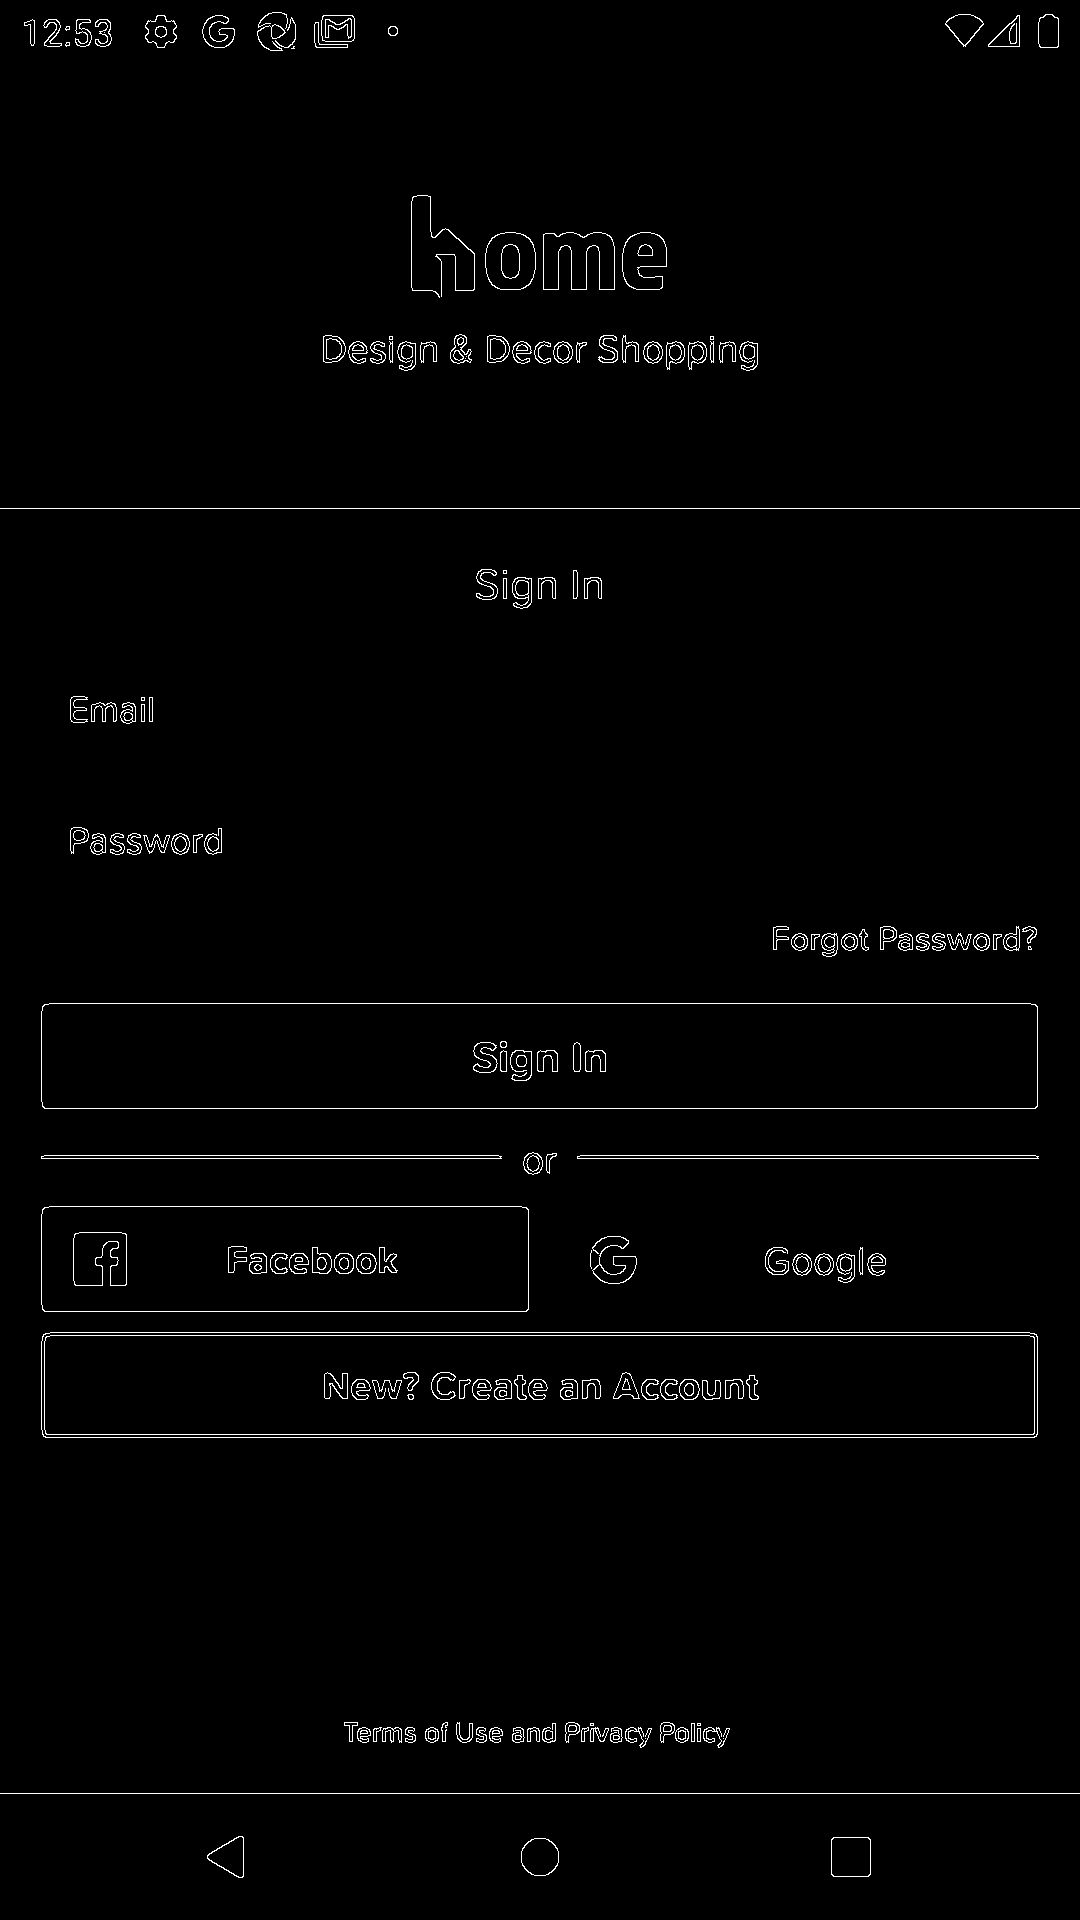 12:53
home
Design & Decor Shopping
Sign In
Email
Password
Forgot Password?
Sign In
or
Facebook
Google
New? Create an Account
Terms of Use and Privacy Policy